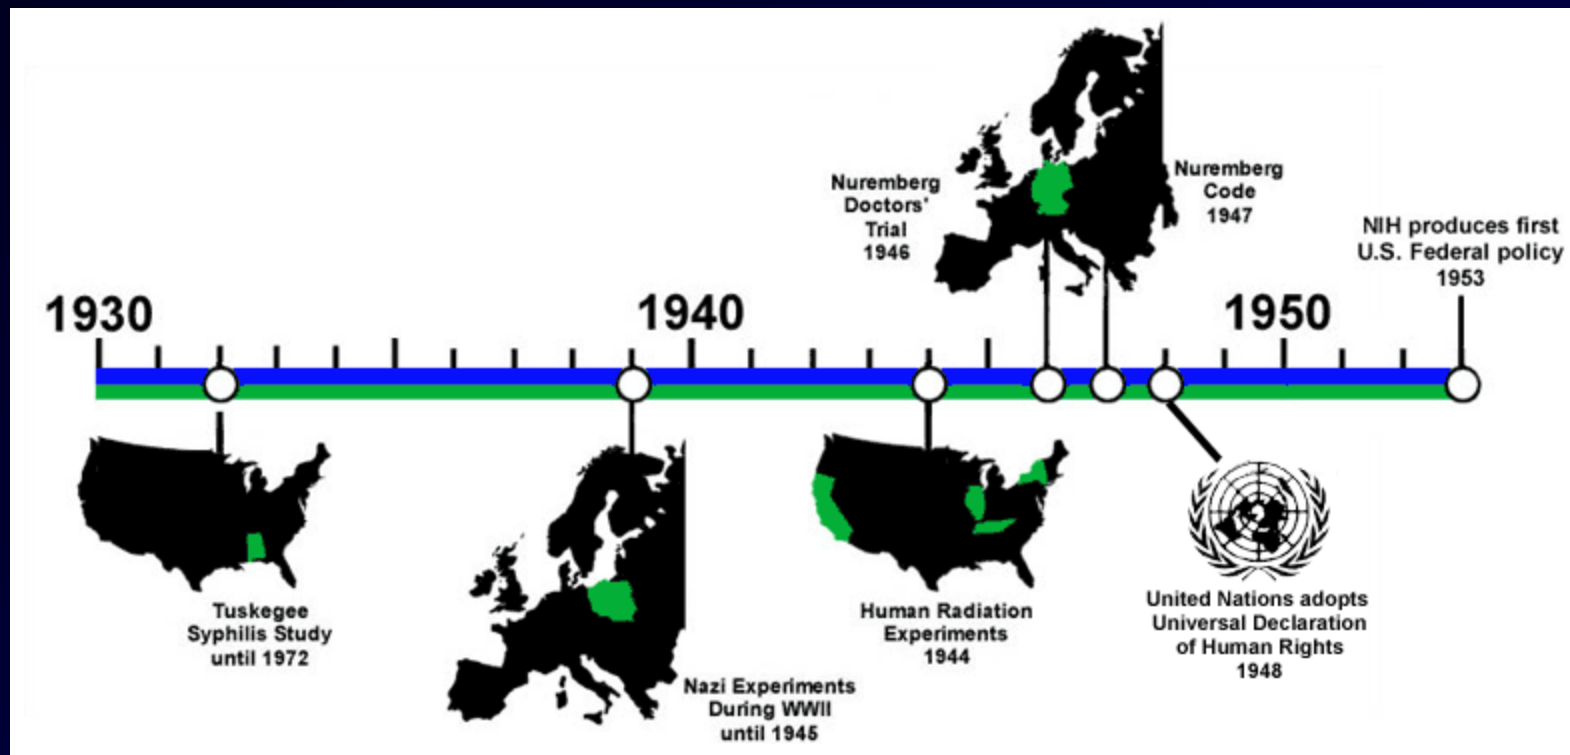 Nuremberg
Doctors'
Trial
1946
Nuremberg
Code
1947
NIH produces first
U.S. Federal policy
1953
1930
1940
1950
Tuskegee
Syphilis Study
until 1972
Nazi Experiments
During WWII
until 1945
Human Radiation
Experiments
1944
United Nations adopts
Universal Declaration
of Human Rights
1948